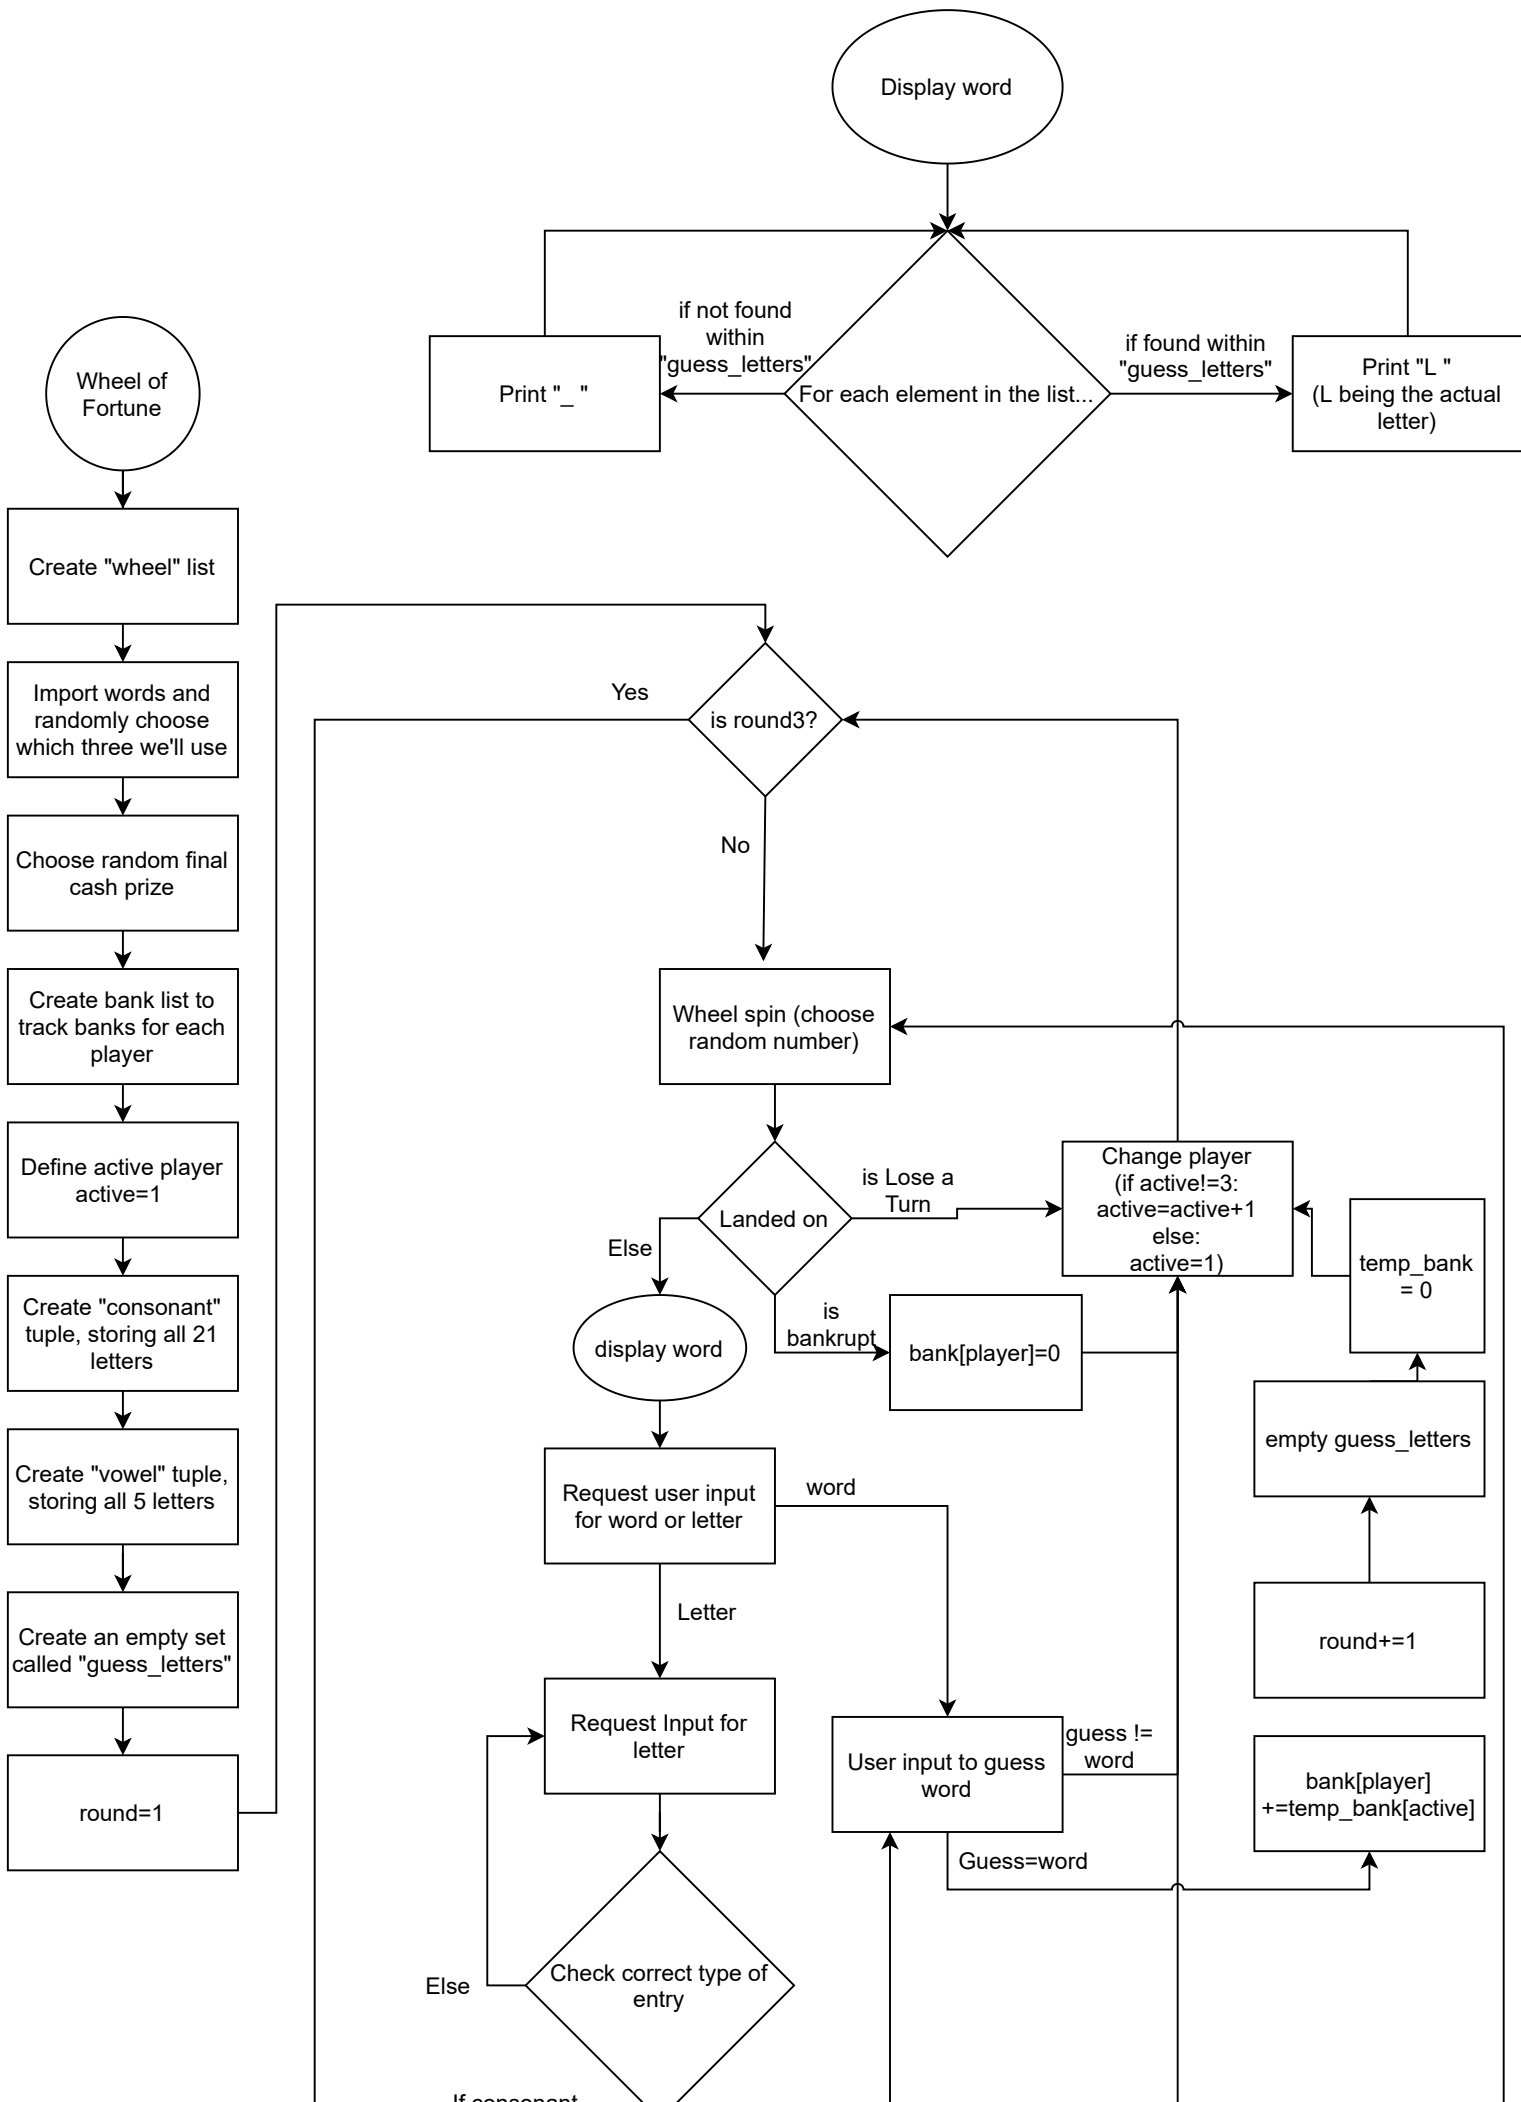 Display word
if not found
within
"guess_letters"
if found within
"guess_letters"
Print "_ "
For each element in the list...
Print "L "
(L being the actual
letter)
Wheel of
Fortune
Create "wheel" list
Import words and
randomly choose
which three we'll use
Choose random final
cash prize
Create bank list to
track banks for each
player
Define active player
active=1
Create "consonant"
tuple, storing all 21
letters
Create "vowel" tuple,
storing all 5 letters
Create an empty set
called "guess_letters"
round=1
Yes
is round3?
No
Wheel spin (choose
random number)
Landed on
is Lose a
Turn
Change player
(if active!=3:
active=active+1
else:
active=1)
Else
is
bankrupt
bank[player]=0
temp_bank
= 0
display word
empty guess_letters
Request user input
for word or letter
word
Letter
round+=1
Request Input for
letter
User input to guess
word
guess !=
word
bank[player]
+=temp_bank[active]
Guess=word
Check correct type of
entry
Else
If consonant